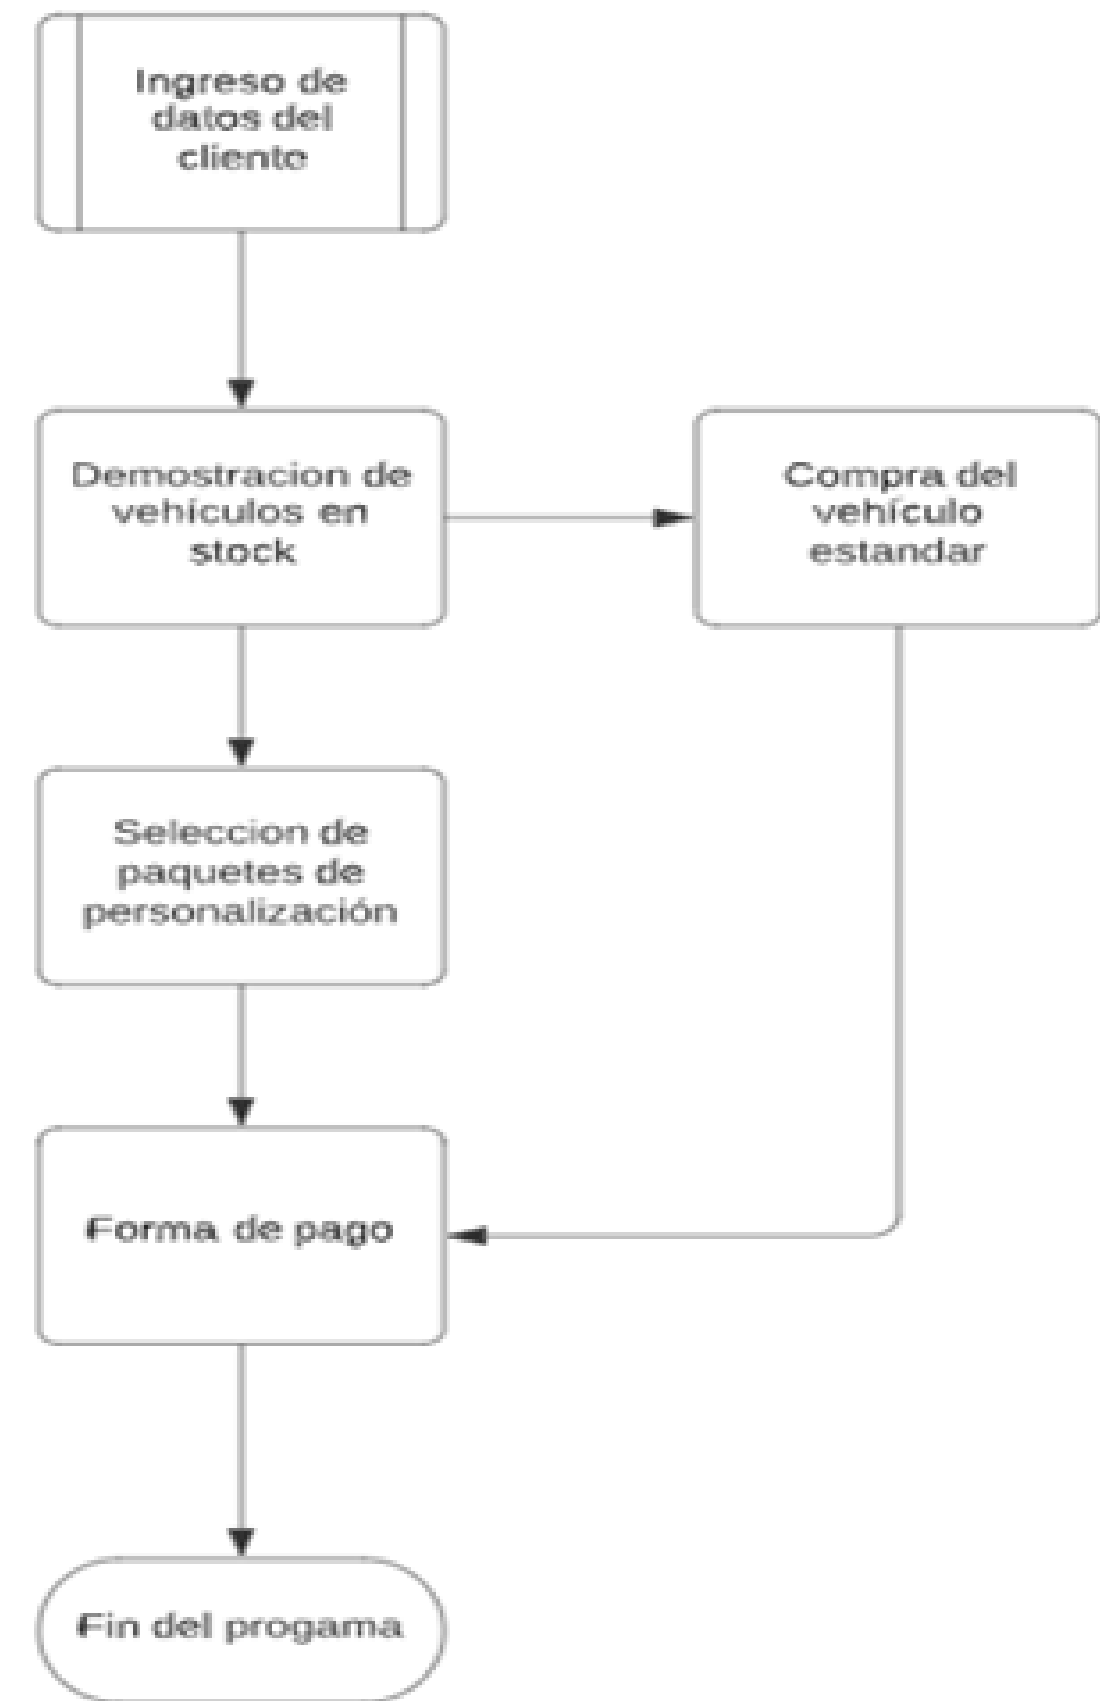 Ingreso de
datos del
cliente
Demostracion de
vehículos en
stock
Compra del
vehículo
estandar
Seleccion de
paquetes de
personalización
Forma de pago
Fin del progama